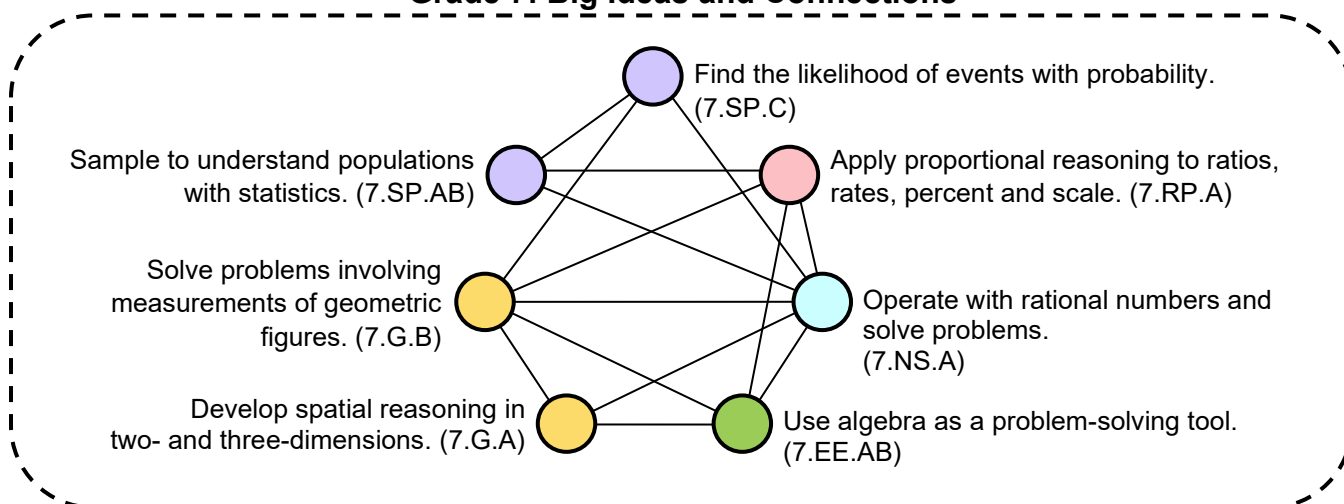 Grade 7: Big Ideas and Connections
Find the likelihood of events with probability.
(7.SP.C)
Sample to understand populations
with statistics. (7.SP.AB)
Apply proportional reasoning to ratios,
rates, percent and scale. (7.RP.A)
Solve problems involving
measurements of geometric
figures. (7.G.B)
Operate with rational numbers and
solve problems.
(7.NS.A)
Develop spatial reasoning in
two- and three-dimensions. (7.G.A)
Use algebra as a problem-solving tool.
(7.EE.AB)